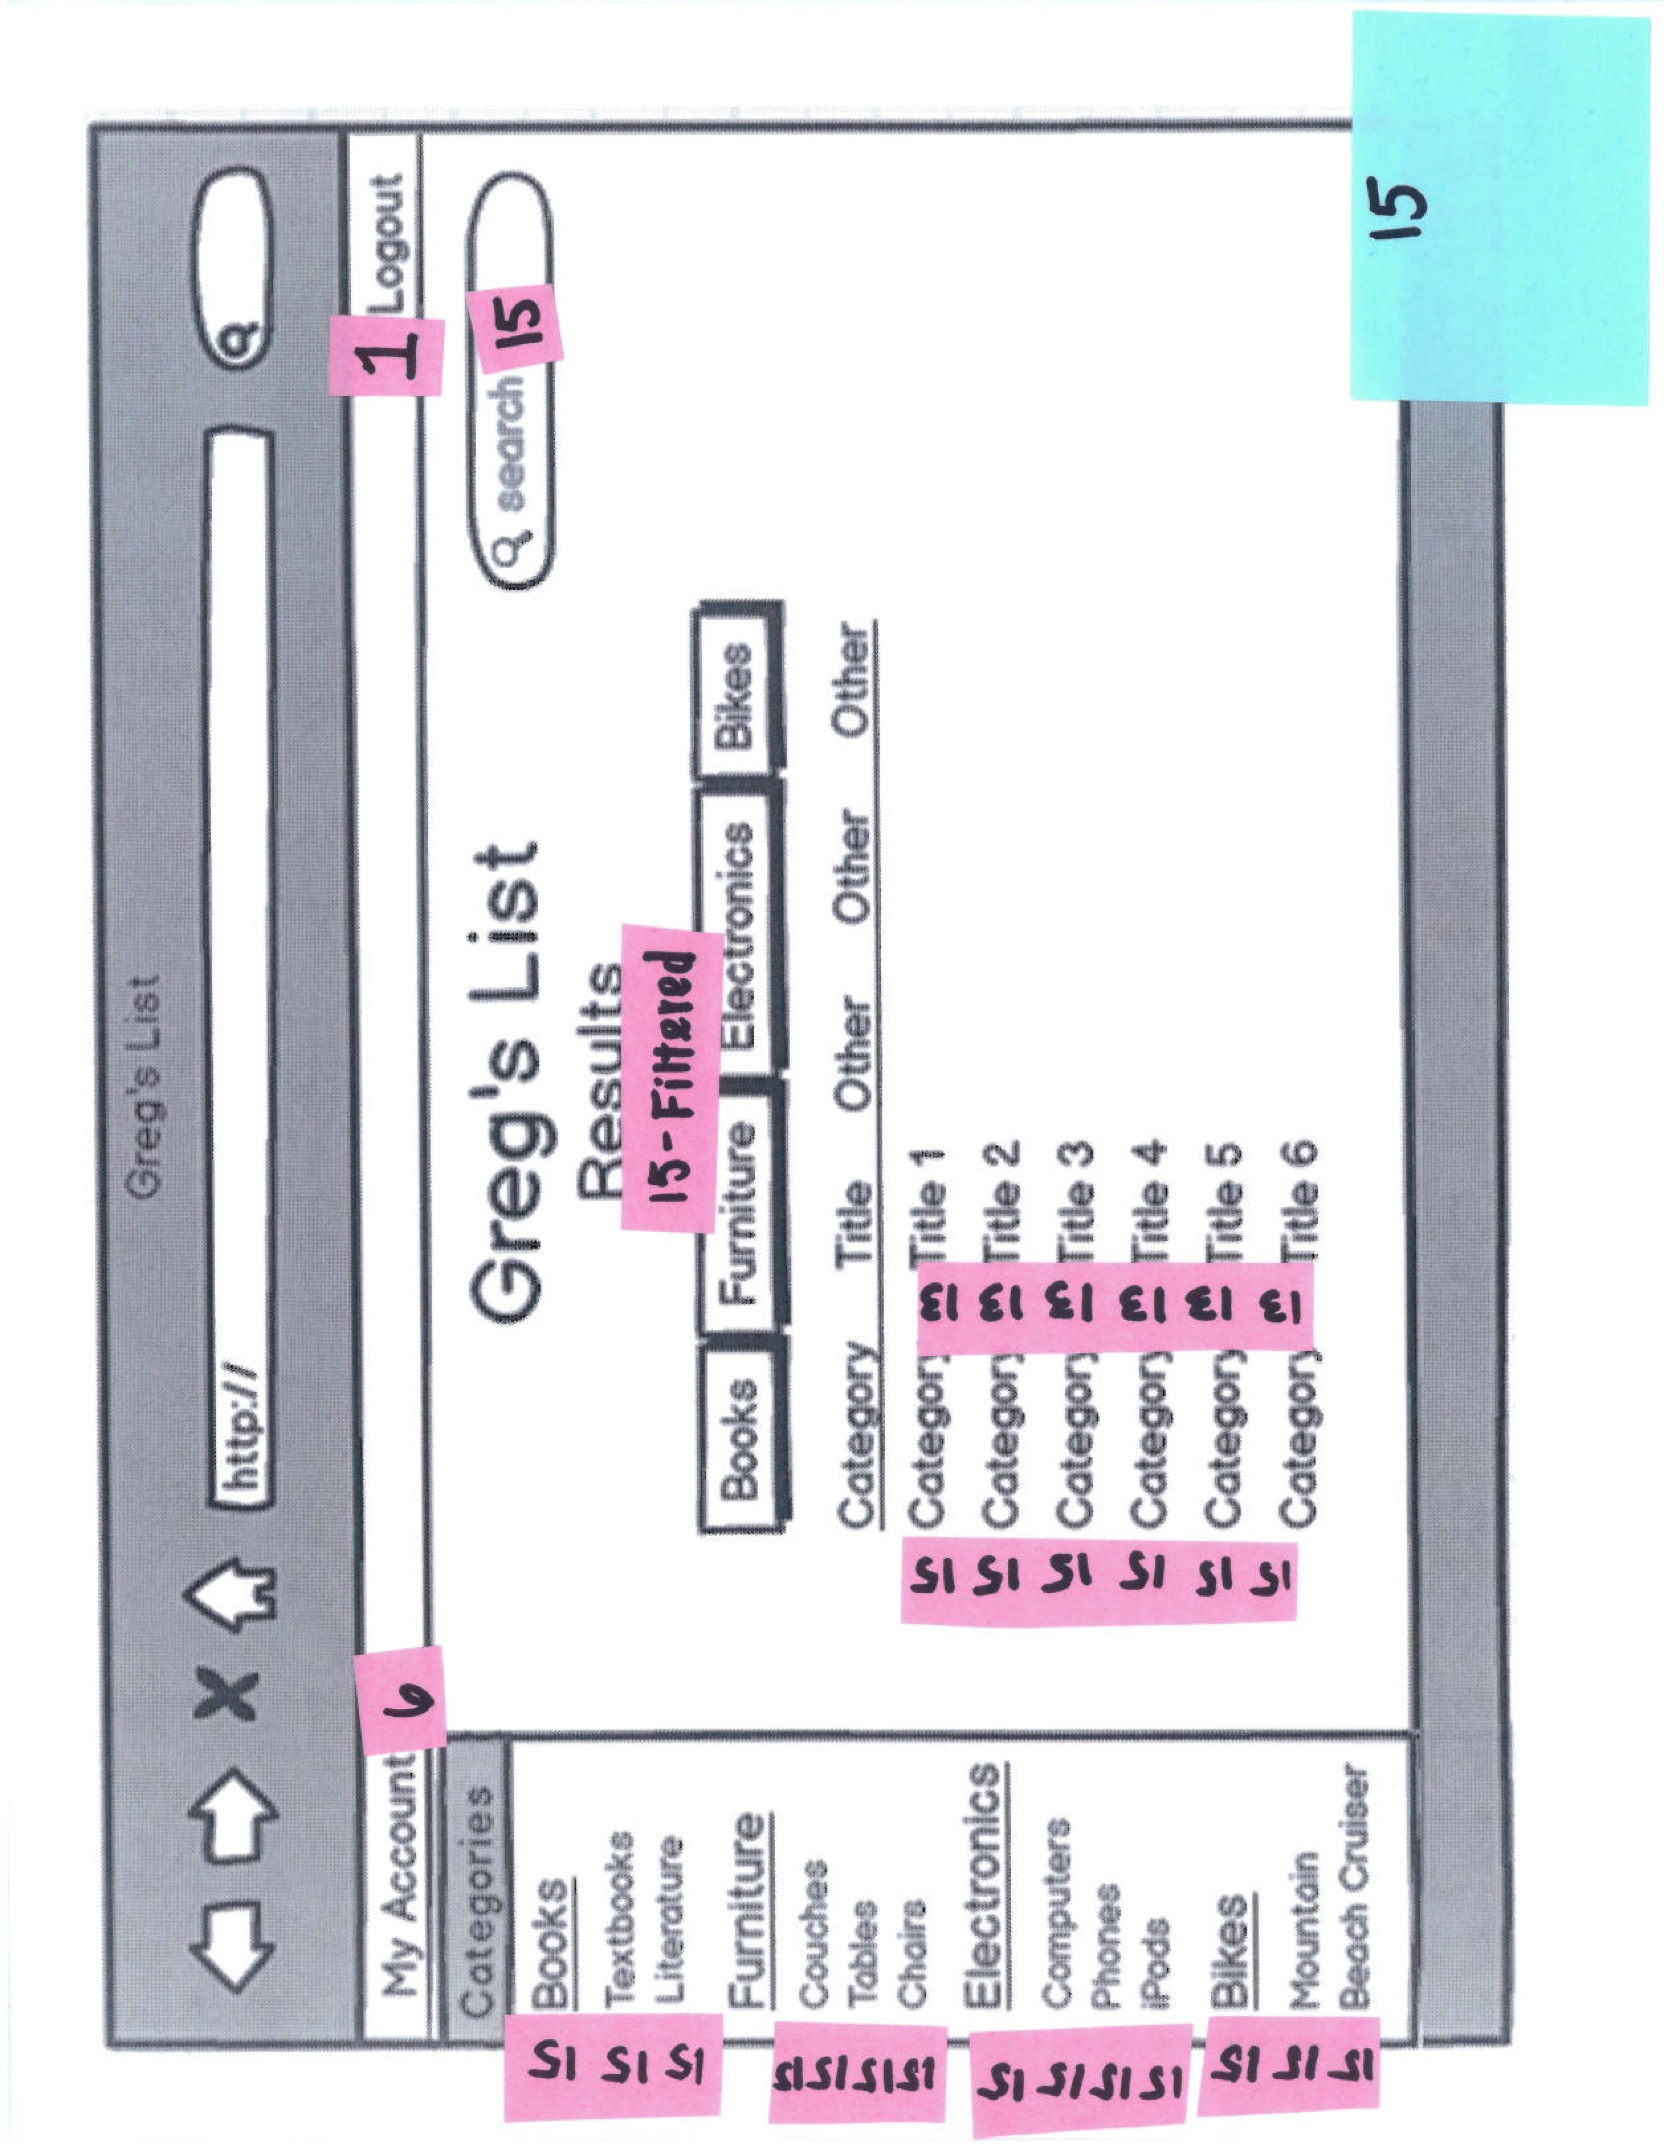 Greg's List
http://
My Account 6
1 Logout
Categories
Greg's List
search 15
Results
15 - Filtered
Books Furniture Electronics Bikes
Category Title Other Other Other
15 Category 13 Title 1
15 Category 13 Title 2
15 Category 13 Title 3
15 Category 13 Title 4
15 Category 13 Title 5
15 Category 13 Title 6
15 Books
15 Textbooks
15 Literature
15 Furniture
15 Couches
15 Tables
15 Chairs
15 Electronics
15 Computers
15 Phones
15 iPods
15 Bikes
15 Mountain
15 Beach Cruiser
15